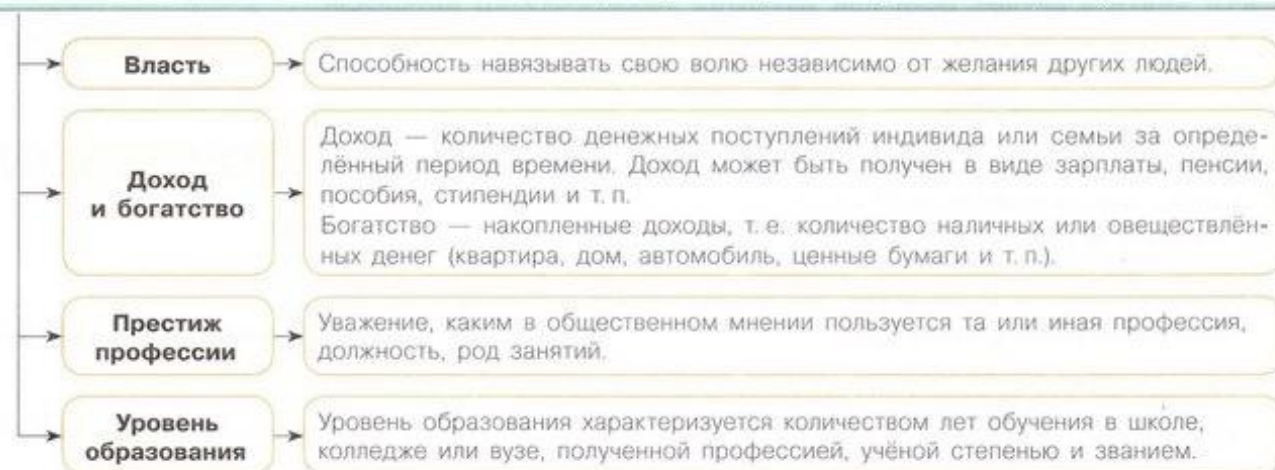 Власть
Способность навязывать свою волю независимо от желания других людей.
Доход
и богатство
Доход — количество денежных поступлений индивида или семьи за опреде-
лённый период времени. Доход может быть получен в виде зарплаты, пенсии,
пособия, стипендии и т. п.
Богатство — накопленные доходы, т. е. количество наличных или овеществлён-
ных денег (квартира, дом, автомобиль, ценные бумаги и т. п.).
Престиж
профессии
Уважение, каким в общественном мнении пользуется та или иная профессия,
должность, род занятий.
Уровень
образования
Уровень образования характеризуется количеством лет обучения в школе,
колледже или вузе, полученной профессией, учёной степенью и званием.